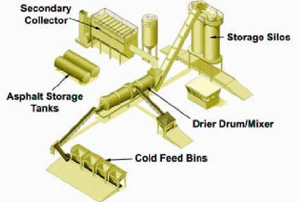 Secondary
Collector
Storage Silos
Asphalt Storage
Tanks
Drier Drum/Mixer
Cold Feed Bins